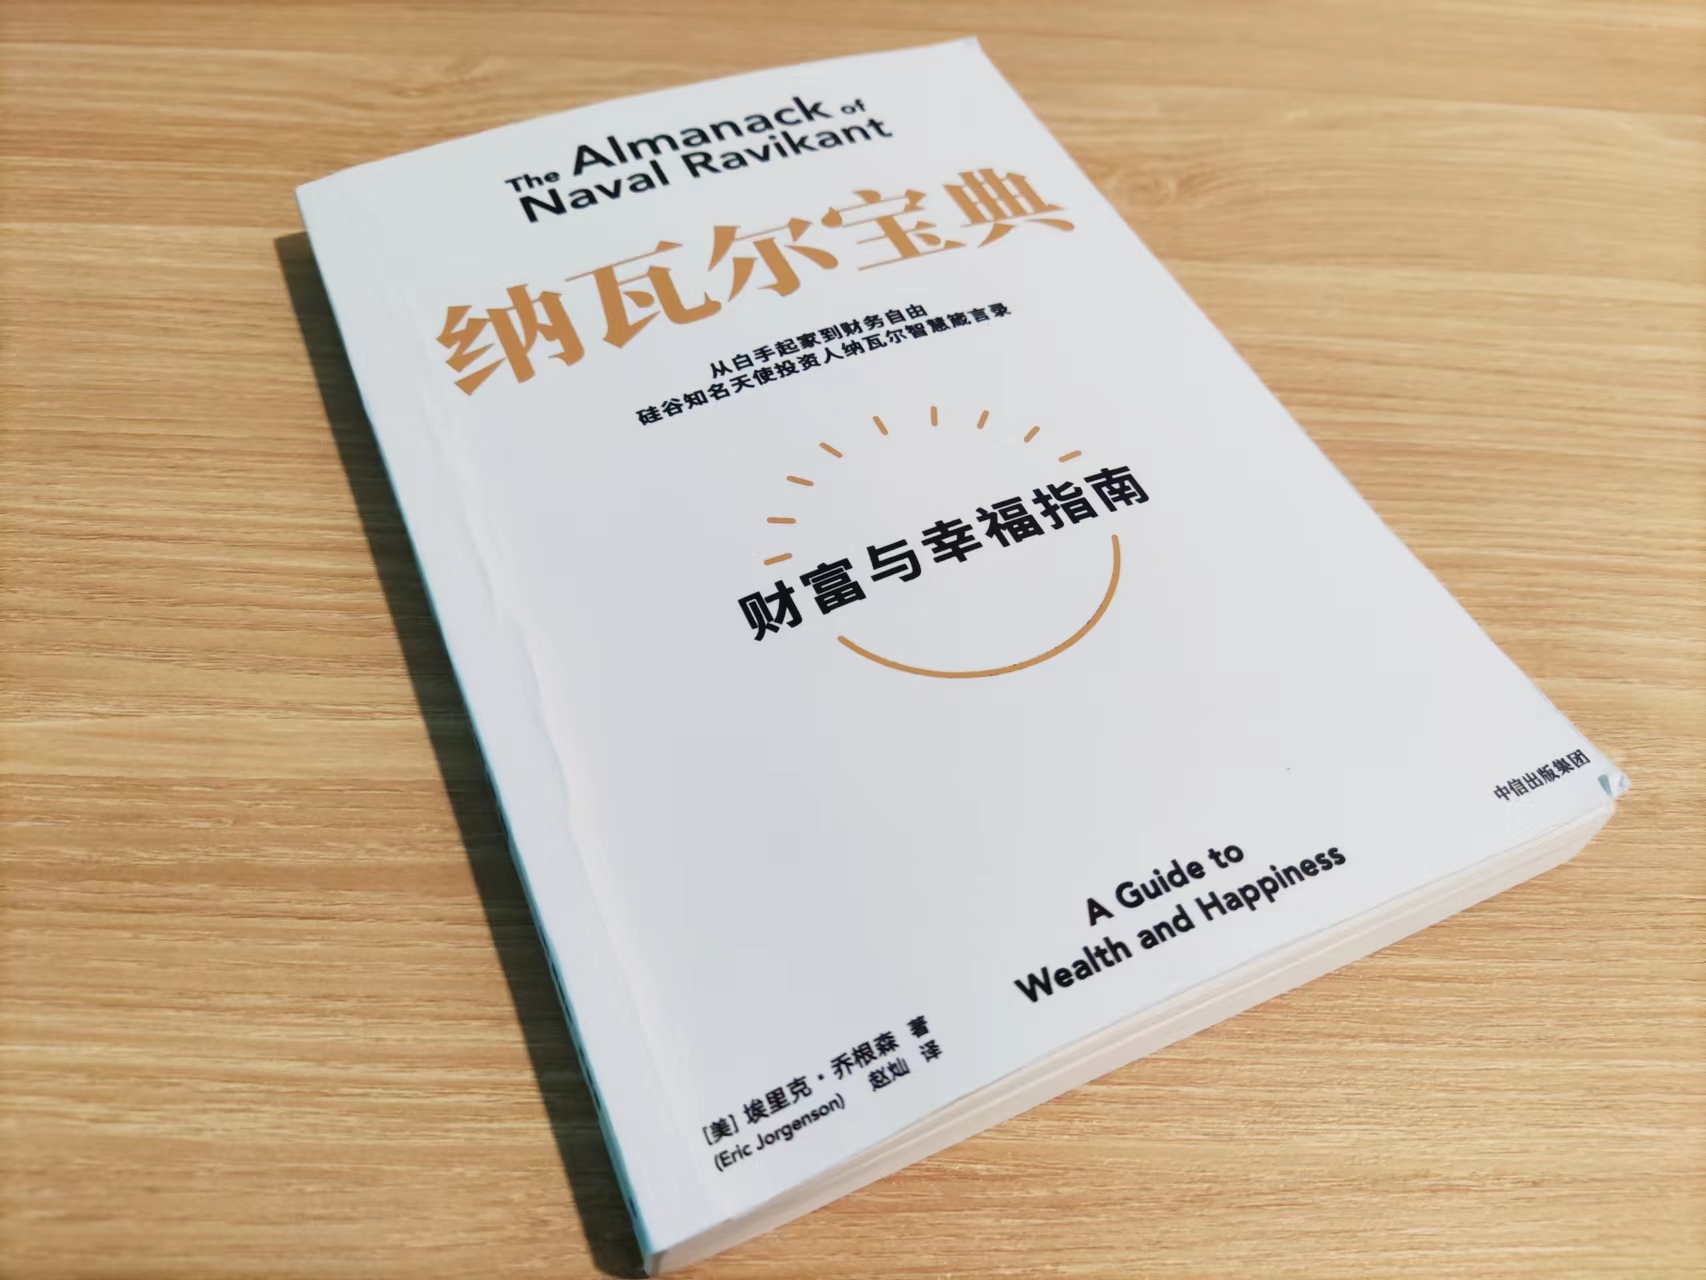 The Almanack of
Naval Ravikant
纳瓦尔宝典
从白手起家到财务自由
硅谷知名天使投资人纳瓦尔智慧箴言录
财富与幸福指南
中信出版集团
A Guide to
Wealth and Happiness
[美] 埃里克·乔根森 著
(Eric Jorgenson) 赵灿 译